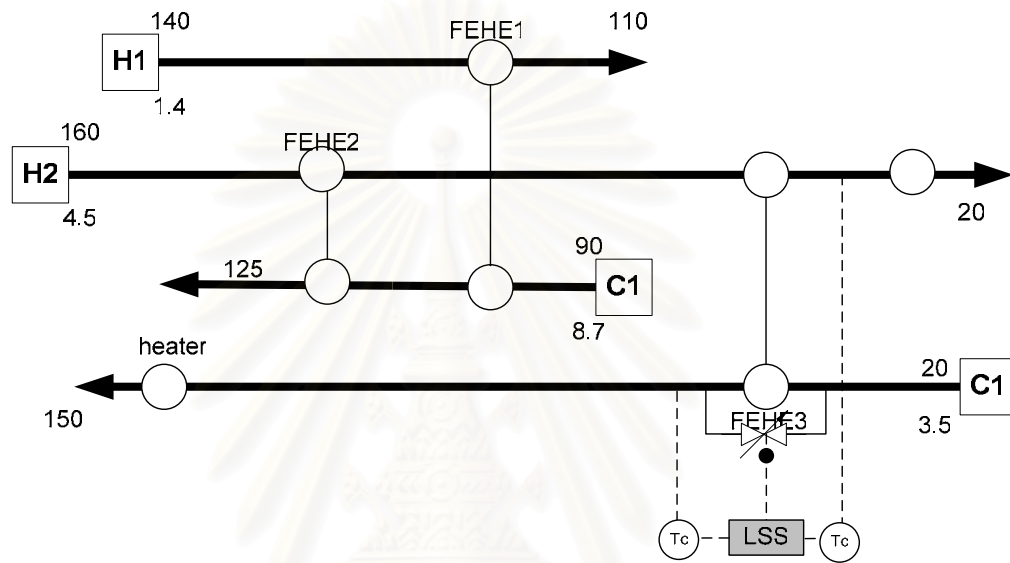 140
FEHE1
110
H1
1.4
160
FEHE2
H2
4.5
20
90
125
C1
8.7
heater
20
C1
150
FEHE3
3.5
Tc
LSS
Tc